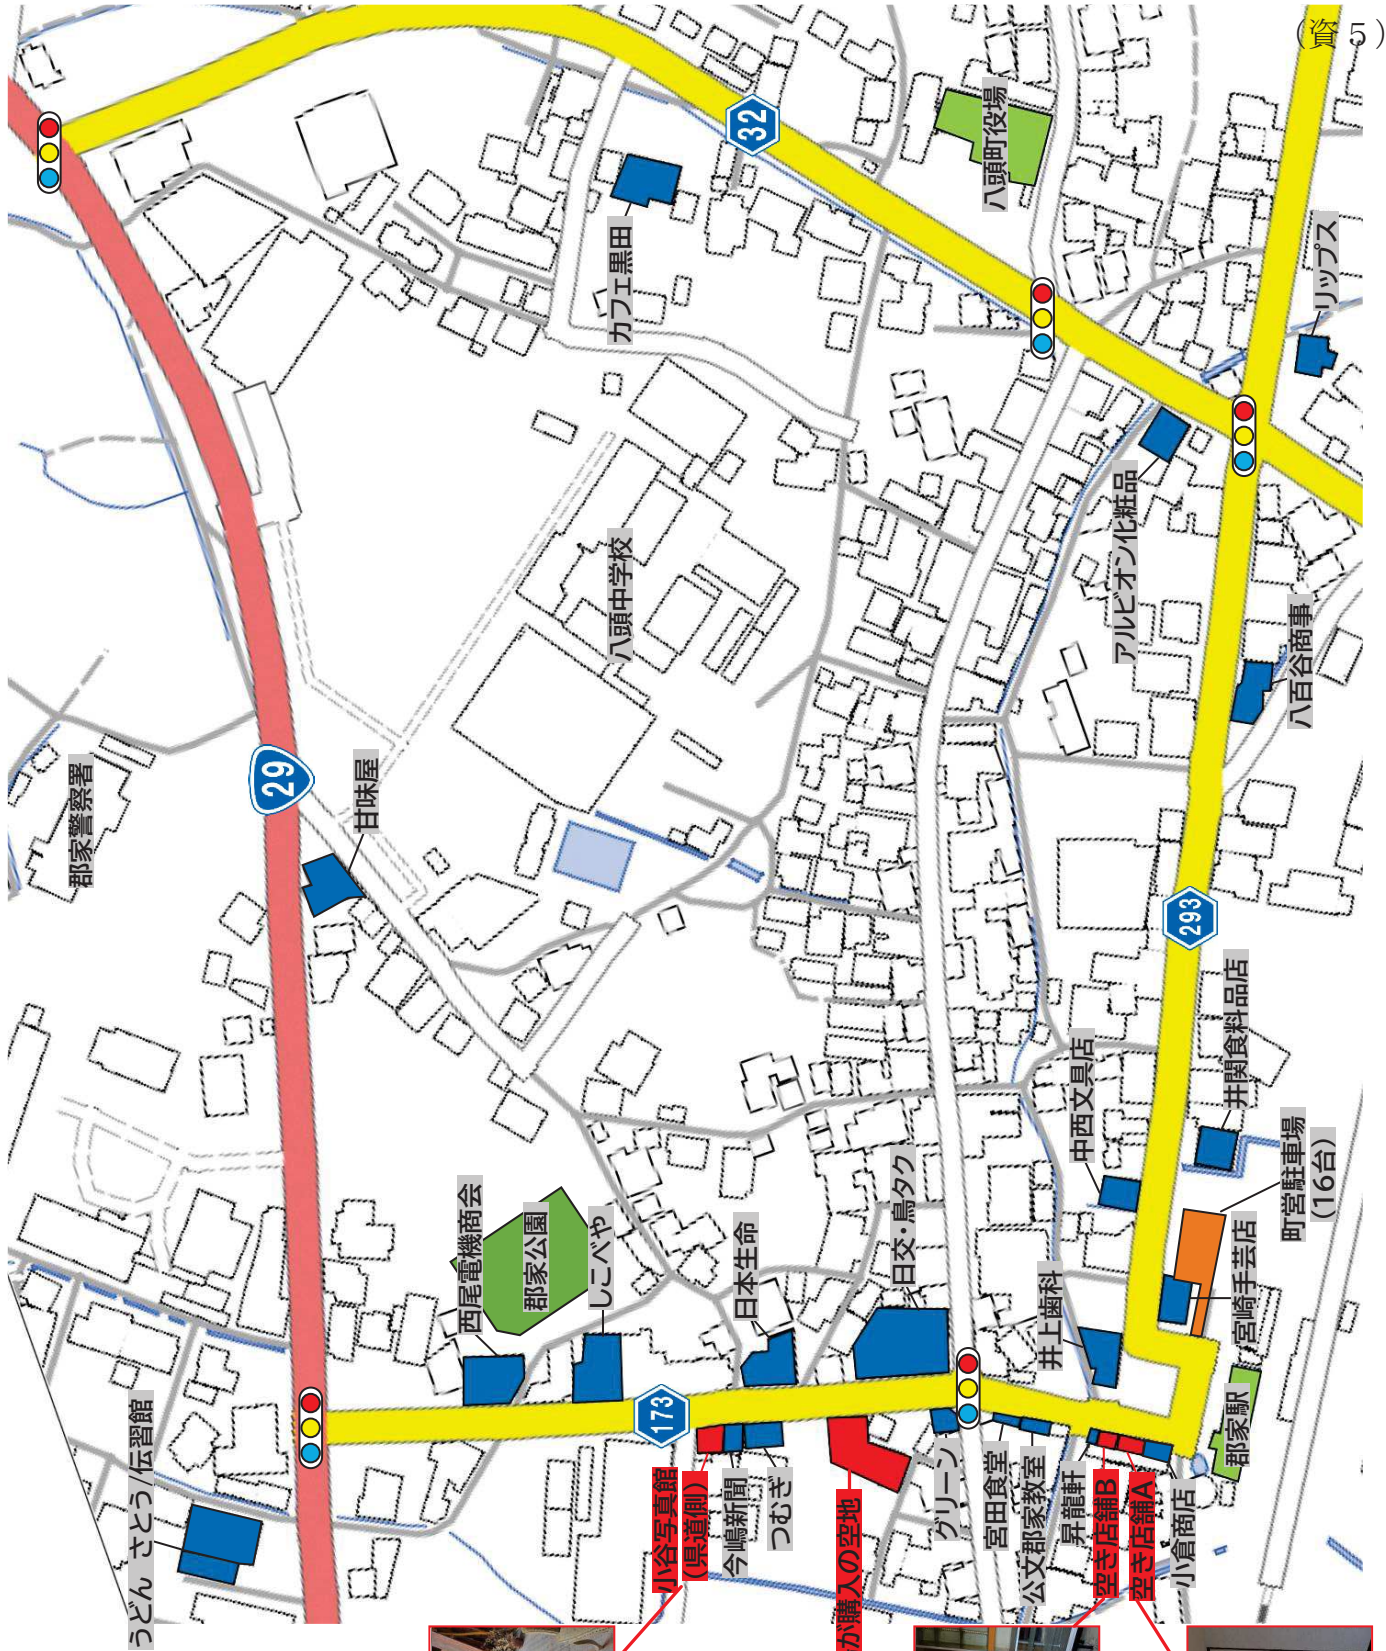 (資５)
32
八頭町役場
カフェ黒田
リップス
八頭中学校
アルビオン化粧品
八百谷商事
郡家警察署
29
甘味屋
293
井関食料品店
中西文具店
町営駐車場
(16台)
宮崎手芸店
西尾電機商会
郡家公園
しこべや
日本生命
日交・鳥タク
井上歯科
郡家駅
173
うどん さとう/伝習館
小谷写真館
(県道側)
今嶋新聞
つむぎ
が購入の空地
グリーン
宮田食堂
公文郡家教室
昇龍軒
空き店舗B
空き店舗A
小倉商店